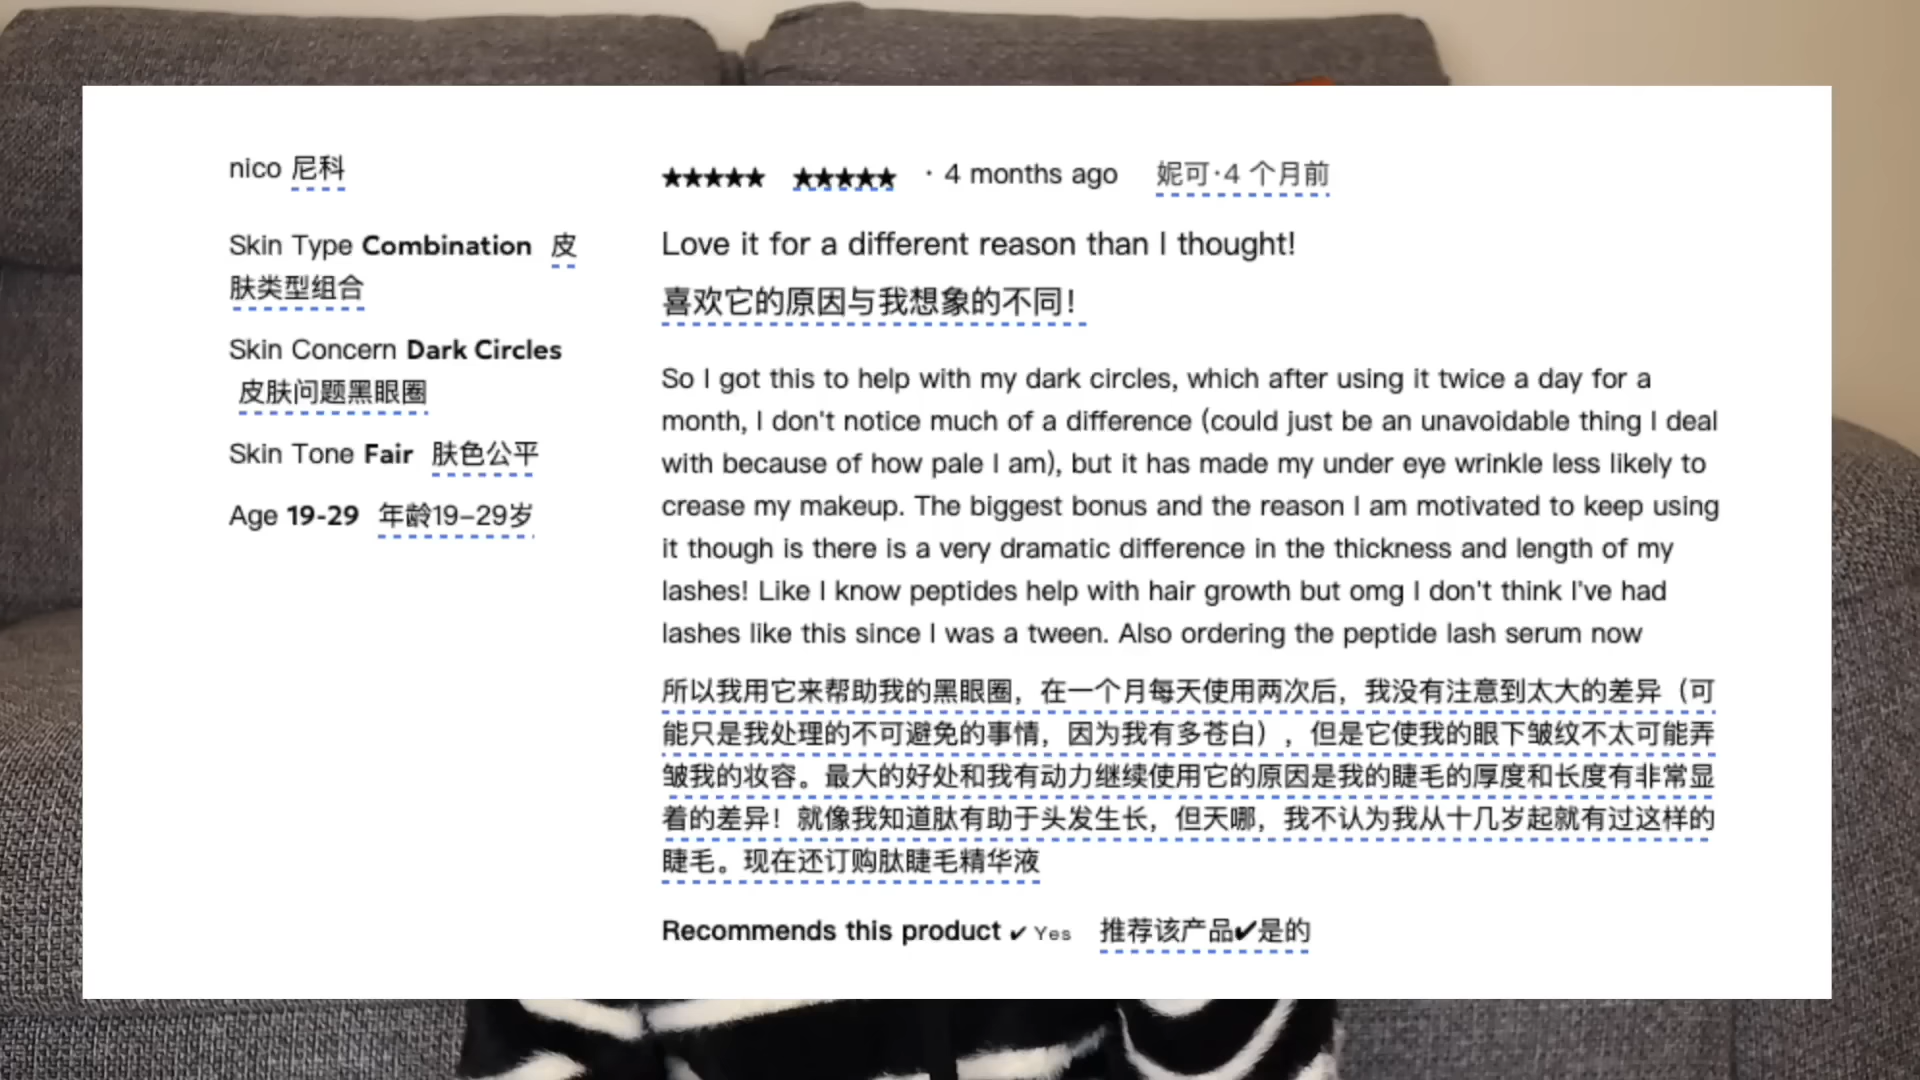 nico 尼科
Skin Type Combination 皮
肤类型组合
Skin Concern Dark Circles
皮肤问题黑眼圈
Skin Tone Fair 肤色公平
Age 19-29 年龄19–29岁
★★★★★ ★★★★★ · 4 months ago 妮可·4 个月前
Love it for a different reason than I thought!
喜欢它的原因与我想象的不同！
So I got this to help with my dark circles, which after using it twice a day for a
month, I don't notice much of a difference (could just be an unavoidable thing I deal
with because of how pale I am), but it has made my under eye wrinkle less likely to
crease my makeup. The biggest bonus and the reason I am motivated to keep using
it though is there is a very dramatic difference in the thickness and length of my
lashes! Like I know peptides help with hair growth but omg I don't think I've had
lashes like this since I was a tween. Also ordering the peptide lash serum now
所以我用它来帮助我的黑眼圈，在一个月每天使用两次后，我没有注意到太大的差异（可
能只是我处理的不可避免的事情，因为我有多苍白），但是它使我的眼下皱纹不太可能弄
皱我的妆容。最大的好处和我有动力继续使用它的原因是我的睫毛的厚度和长度有非常显
着的差异！就像我知道肽有助于头发生长，但天哪，我不认为我从十几岁起就有过这样的
睫毛。现在还订购肽睫毛精华液
Recommends this product ✔ Yes 推荐该产品✔是的